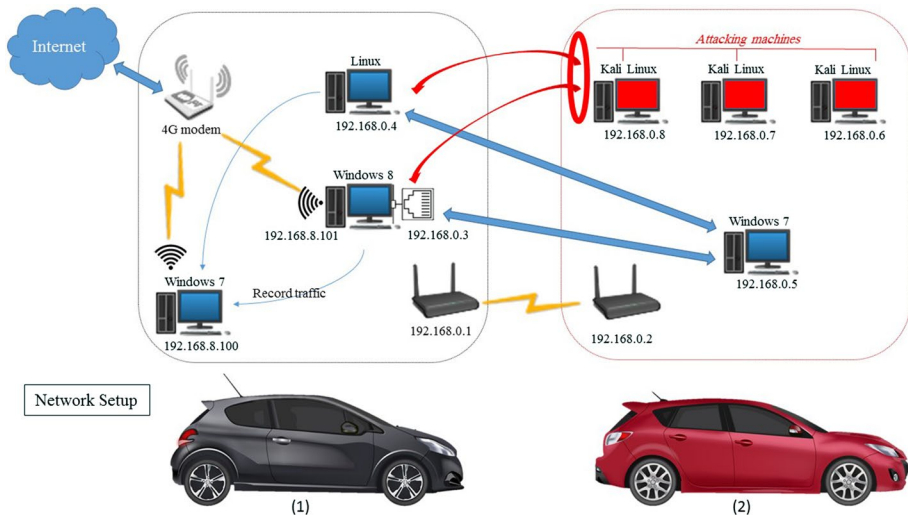 Internet
4G modem
Linux
192.168.0.4
Windows 8
192.168.8.101
192.168.0.3
Windows 7
192.168.8.100
Record traffic
192.168.0.1
Attacking machines
Kali Linux
Kali Linux
Kali Linux
192.168.0.8
192.168.0.7
192.168.0.6
Windows 7
192.168.0.5
192.168.0.2
Network Setup
(1)
(2)